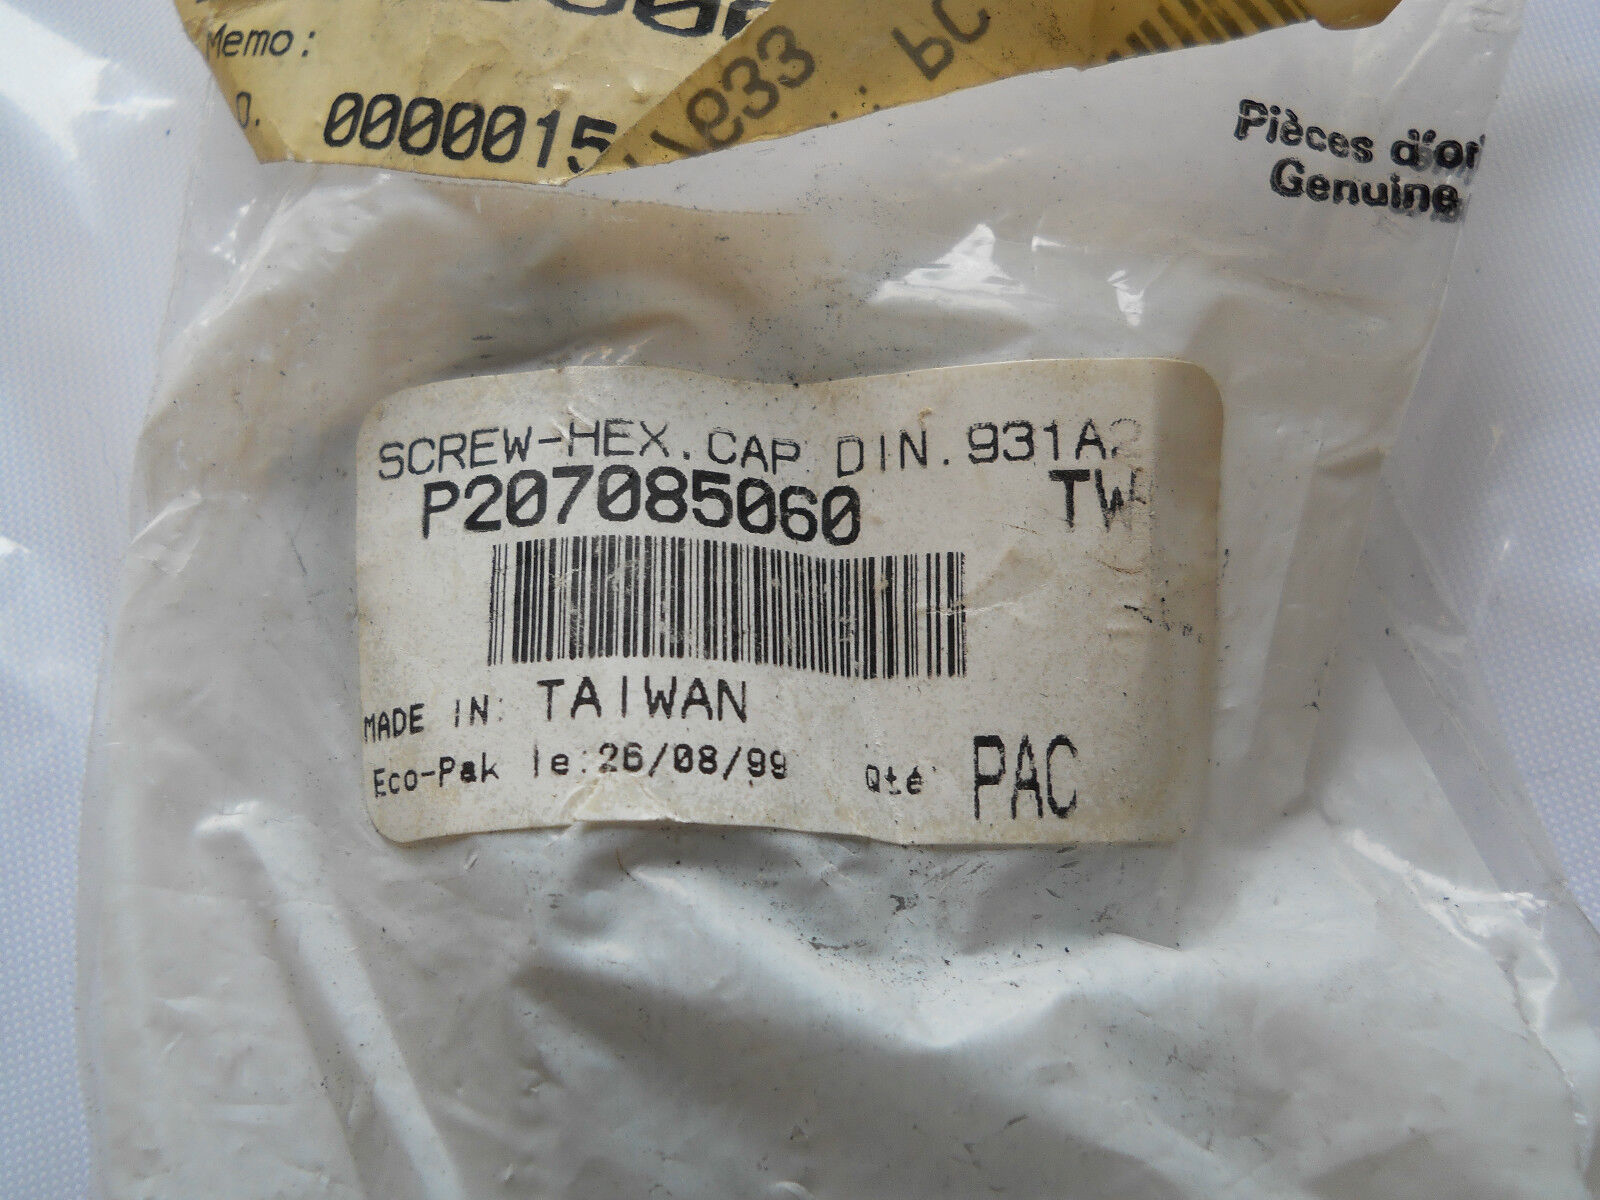 Memo:
0000015
Pièces d'or
Genuine
SCREW-HEX.CAP DIN.931A2
P207085060 TW
MADE IN: TAIWAN
Eco-Pak le:26/08/99 Qté PAC